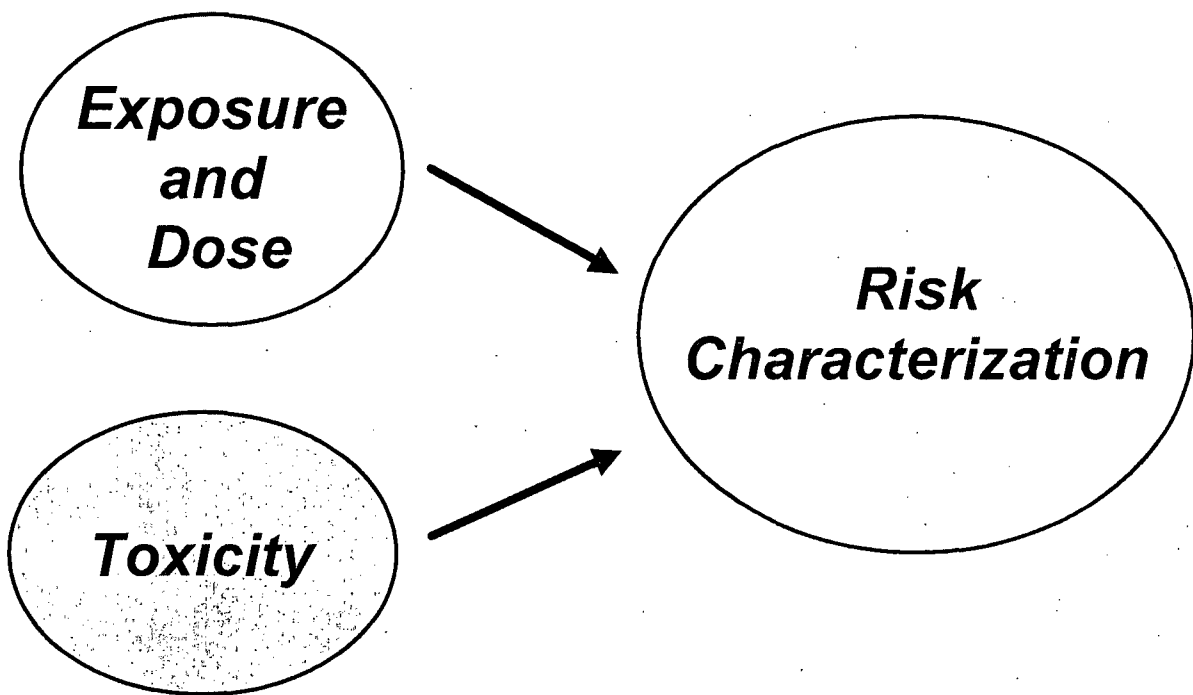 Exposure
and
Dose
Risk
Characterization
Toxicity